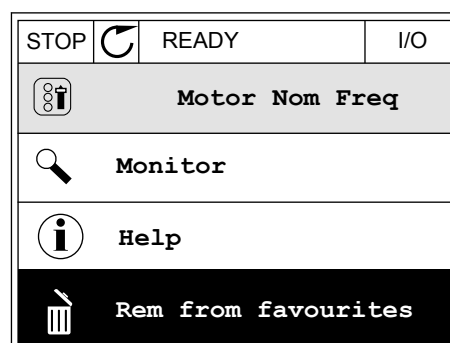 STOP READY I/O
Motor Nom Freq
Monitor
Help
Rem from favourites